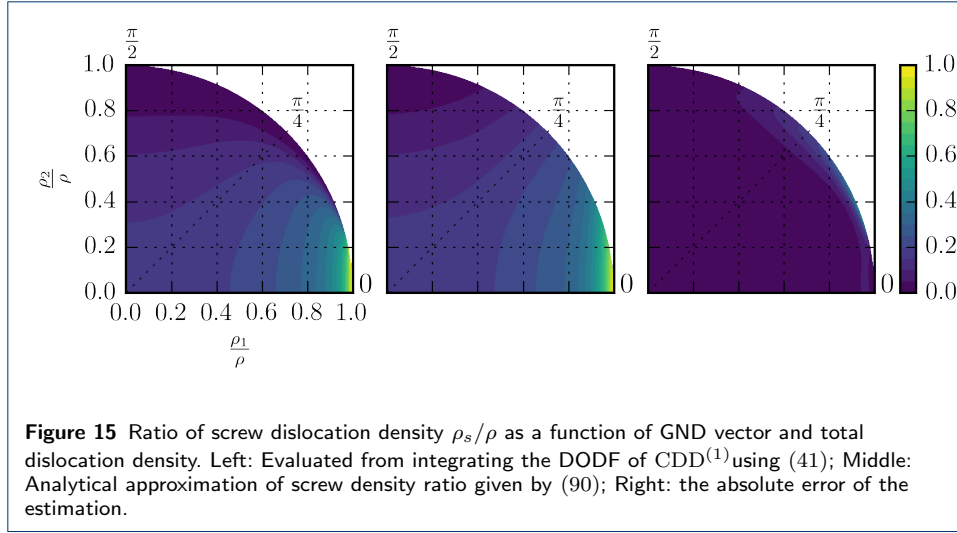 π/2 π/2 π/2
1.0 1.0
π/4 π/4 π/4
0.8 0.8
0.6 0.6
ρ2/ρ
0.4 0.4
0.2 0.2
0.0 0 0 0.0
0.0 0.2 0.4 0.6 0.8 1.0
ρ1/ρ
Figure 15 Ratio of screw dislocation density ρs/ρ as a function of GND vector and total
dislocation density. Left: Evaluated from integrating the DODF of CDD(1)using (41); Middle:
Analytical approximation of screw density ratio given by (90); Right: the absolute error of the
estimation.